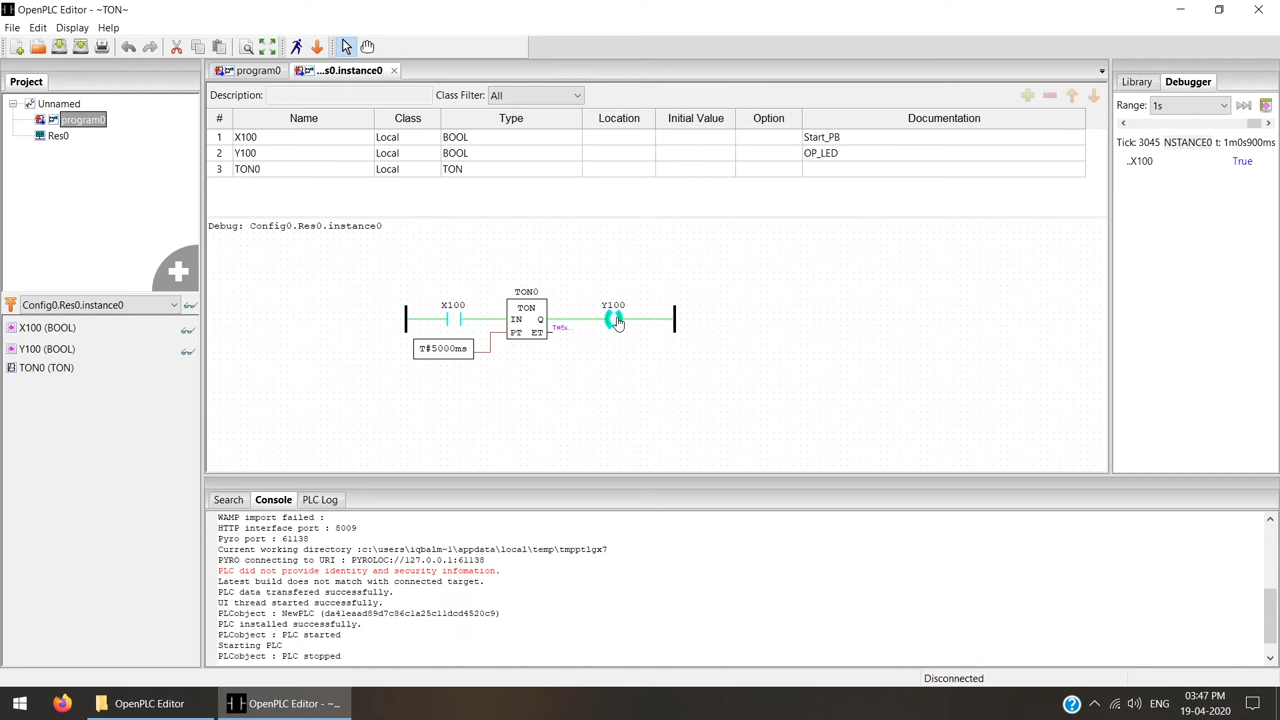 OpenPLC Editor - ~TON~
File Edit Display Help
Project
Unnamed
program0
Res0
Config0.Res0.instance0
X100 (BOOL)
Y100 (BOOL)
TON0 (TON)
program0 ...s0.instance0
Description: Class Filter: All
# Name Class Type Location Initial Value Option Documentation
1 X100 Local BOOL Start_PB
2 Y100 Local BOOL OP_LED
3 TON0 Local TON
Debug: Config0.Res0.instance0
TON0
X100 TON Y100
IN Q
PT ET T#5s...
T#5000ms
Library Debugger
Range: 1s
Tick: 3045 NSTANCE0 t: 1m0s900ms
..X100 True
Search Console PLC Log
WAMP import failed :
HTTP interface port : 8009
Pyro port : 61138
Current working directory :c:\users\iqbalm~1\appdata\local\temp\tmpptlgx7
PYRO connecting to URI : PYROLOC://127.0.0.1:61138
PLC did not provide identity and security infomation.
Latest build does not match with connected target.
PLC data transfered successfully.
UI thread started successfully.
PLCobject : NewPLC (da41eaad89d7c86c1a25c11dcd4520c9)
PLC installed successfully.
PLCobject : PLC started
Starting PLC
PLCobject : PLC stopped
Disconnected
OpenPLC Editor OpenPLC Editor - ~_ ENG 03:47 PM
19-04-2020